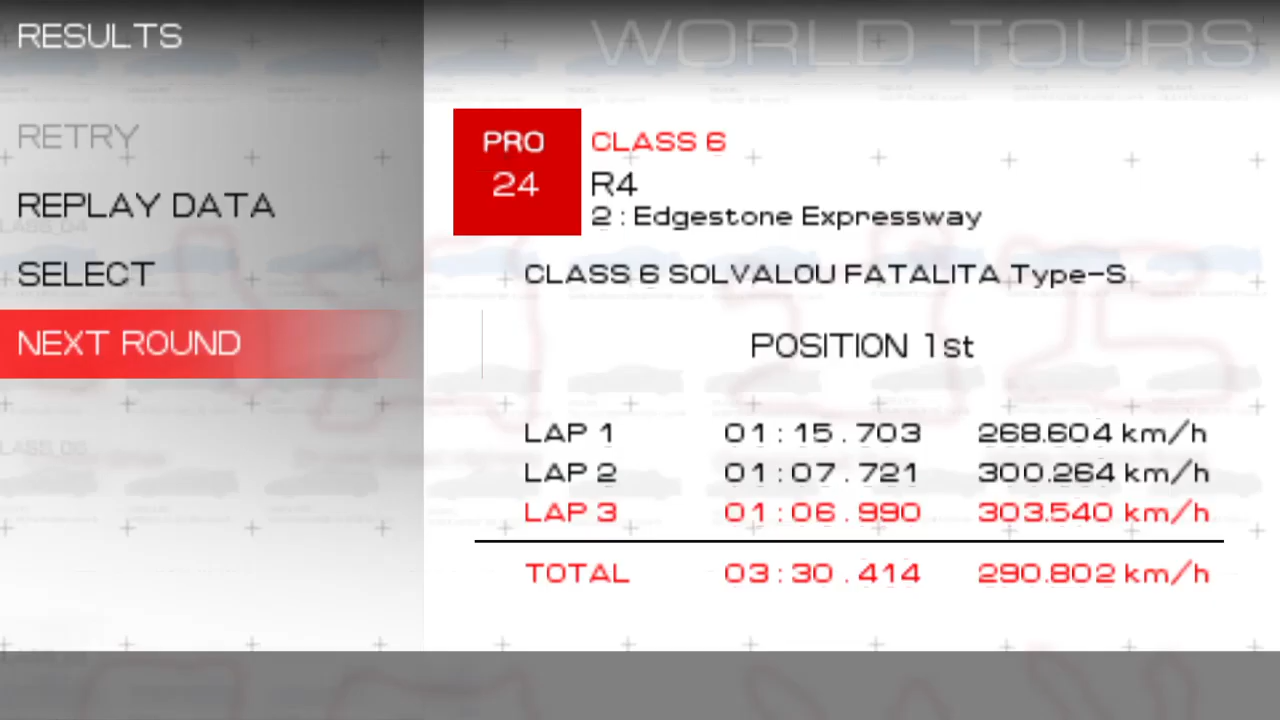 RESULTS
WORLD TOURS
RETRY
REPLAY DATA
SELECT
NEXT ROUND
PRO
24
CLASS 6
R4
2 : Edgestone Expressway
CLASS 6 SOLVALOU FATALITA Type-S
POSITION 1st
LAP 1 01 : 15 . 703 268.604 km/h
LAP 2 01 : 07 . 721 300.264 km/h
LAP 3 01 : 06 . 990 303.540 km/h
TOTAL 03 : 30 . 414 290.802 km/h